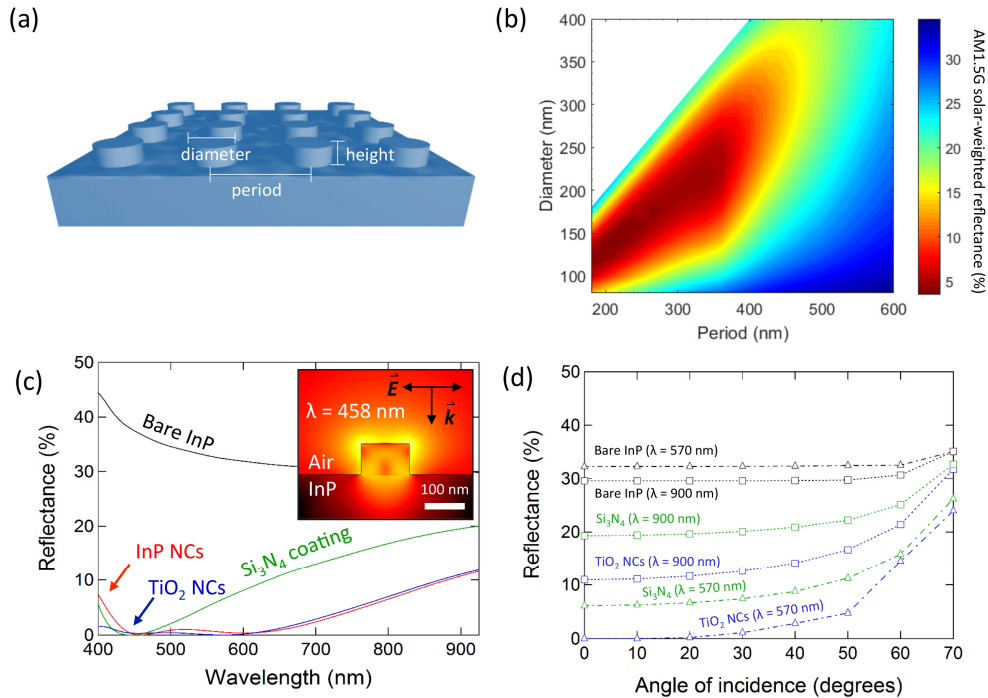 (a)
diameter
height
period
(b)
Diameter (nm)
400
350
300
250
200
150
100
200
300
400
500
600
Period (nm)
30
25
20
15
10
5
AM1.5G solar-weighted reflectance (%)
(c)
Reflectance (%)
50
40
30
20
10
0
400
500
600
700
800
900
Wavelength (nm)
Bare InP
InP NCs
TiO₂ NCs
Si₃N₄ coating
λ = 458 nm
E
k
Air
InP
100 nm
(d)
Reflectance (%)
50
40
30
20
10
0
0
10
20
30
40
50
60
70
Angle of incidence (degrees)
Bare InP (λ = 570 nm)
Bare InP (λ = 900 nm)
Si₃N₄ (λ = 900 nm)
TiO₂ NCs (λ = 900 nm)
Si₃N₄ (λ = 570 nm)
TiO₂ NCs (λ = 570 nm)